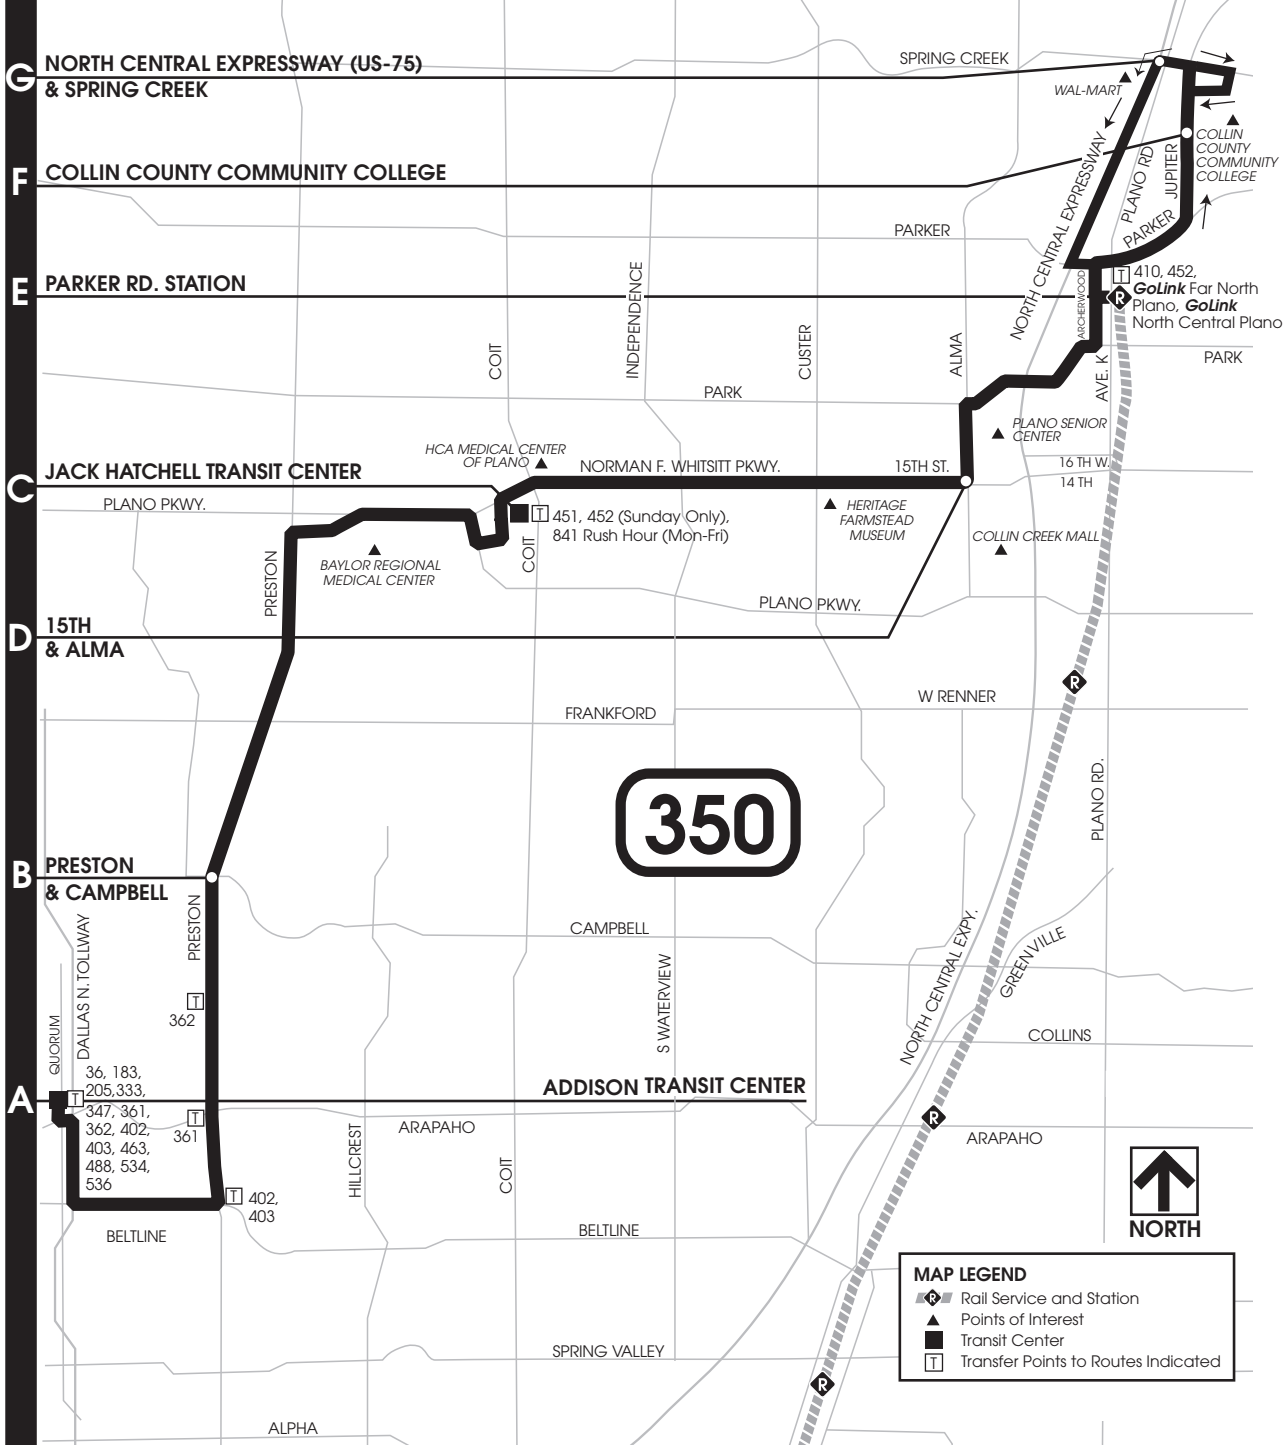 G
NORTH CENTRAL EXPRESSWAY (US-75)
& SPRING CREEK
SPRING CREEK
WAL-MART
F
COLLIN COUNTY COMMUNITY COLLEGE
COLLIN
COUNTY
COMMUNITY
COLLEGE
NORTH CENTRAL EXPRESSWAY
PLANO RD
JUPITER
PARKER
PARKER
E
PARKER RD. STATION
T
410, 452,
GoLink Far North
Plano, GoLink
North Central Plano
R
ARCHERWOOD
COIT
INDEPENDENCE
CUSTER
ALMA
AVE. K
PARK
PARK
PLANO SENIOR
CENTER
HCA MEDICAL CENTER
OF PLANO
C
JACK HATCHELL TRANSIT CENTER
NORMAN F. WHITSITT PKWY.
15TH ST.
16 TH W.
14 TH
PLANO PKWY.
T
451, 452 (Sunday Only),
841 Rush Hour (Mon-Fri)
HERITAGE
FARMSTEAD
MUSEUM
COLLIN CREEK MALL
PRESTON
BAYLOR REGIONAL
MEDICAL CENTER
COIT
PLANO PKWY.
D
15TH
& ALMA
R
W RENNER
FRANKFORD
PLANO RD.
350
B
PRESTON
& CAMPBELL
PRESTON
DALLAS N. TOLLWAY
CAMPBELL
S WATERVIEW
NORTH CENTRAL EXPY.
GREENVILLE
T
362
QUORUM
COLLINS
A
ADDISON TRANSIT CENTER
T
36, 183,
205,333,
347, 361,
362, 402,
403, 463,
488, 534,
536
T
361
HILLCREST
ARAPAHO
COIT
R
ARAPAHO
T
402,
403
BELTLINE
BELTLINE
NORTH
MAP LEGEND
R
Rail Service and Station
Points of Interest
Transit Center
T
Transfer Points to Routes Indicated
SPRING VALLEY
R
ALPHA